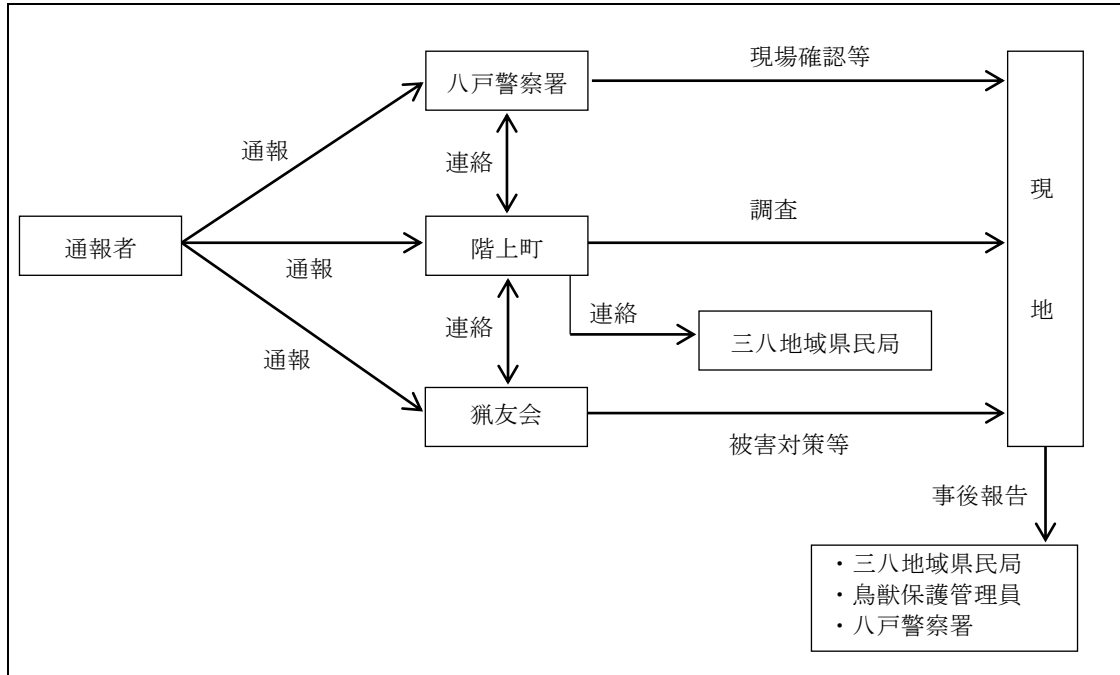 八戸警察署
現場確認等
通報
連絡
現地
通報者
階上町
調査
通報
連絡
連絡
三八地域県民局
通報
猟友会
被害対策等
事後報告
・三八地域県民局
・鳥獣保護管理員
・八戸警察署